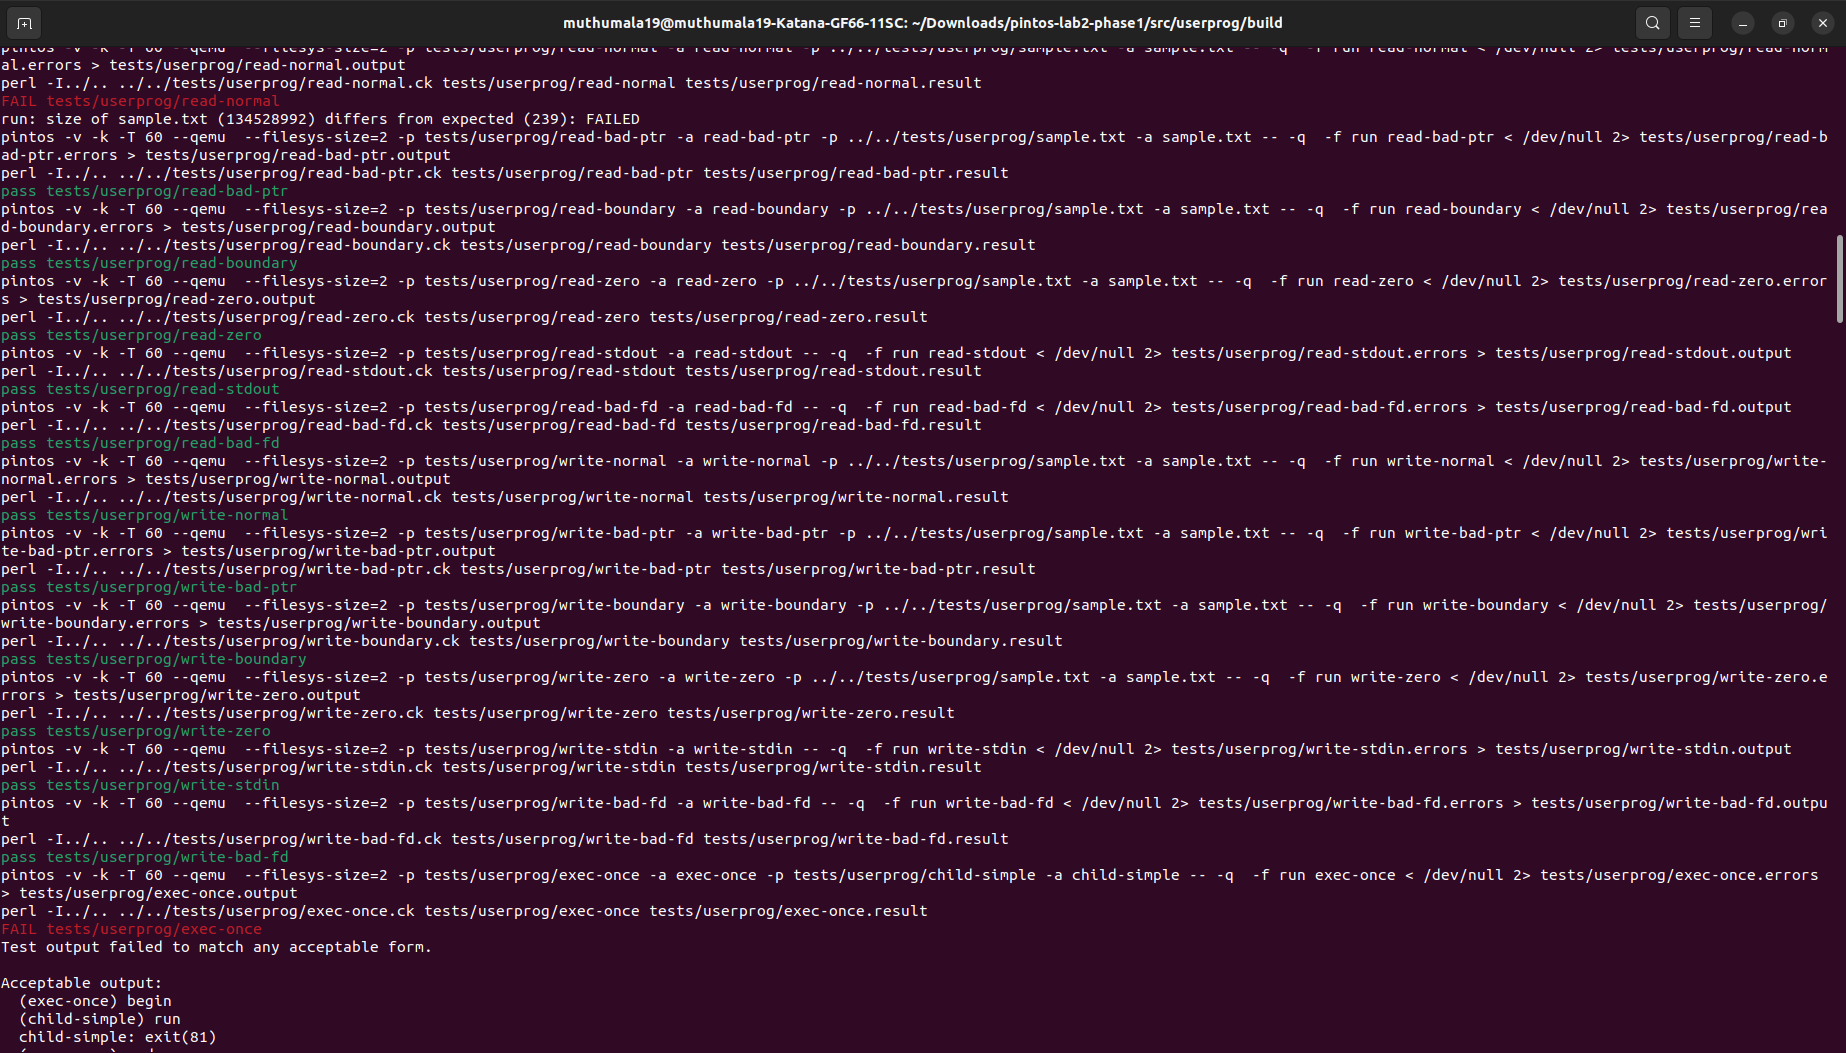 muthumala19@muthumala19-Katana-GF66-11SC: ~/Downloads/pintos-lab2-phase1/src/userprog/build
pintos -v -k -T 60 --qemu  --filesys-size=2 -p tests/userprog/read-normal -a read-normal -p ../../tests/userprog/sample.txt -a sample.txt -- -q  -f run read-normal < /dev/null 2> tests/userprog/read-norm
al.errors > tests/userprog/read-normal.output
perl -I../.. ../../tests/userprog/read-normal.ck tests/userprog/read-normal tests/userprog/read-normal.result
FAIL tests/userprog/read-normal
run: size of sample.txt (134528992) differs from expected (239): FAILED
pintos -v -k -T 60 --qemu  --filesys-size=2 -p tests/userprog/read-bad-ptr -a read-bad-ptr -p ../../tests/userprog/sample.txt -a sample.txt -- -q  -f run read-bad-ptr < /dev/null 2> tests/userprog/read-b
ad-ptr.errors > tests/userprog/read-bad-ptr.output
perl -I../.. ../../tests/userprog/read-bad-ptr.ck tests/userprog/read-bad-ptr tests/userprog/read-bad-ptr.result
pass tests/userprog/read-bad-ptr
pintos -v -k -T 60 --qemu  --filesys-size=2 -p tests/userprog/read-boundary -a read-boundary -p ../../tests/userprog/sample.txt -a sample.txt -- -q  -f run read-boundary < /dev/null 2> tests/userprog/rea
d-boundary.errors > tests/userprog/read-boundary.output
perl -I../.. ../../tests/userprog/read-boundary.ck tests/userprog/read-boundary tests/userprog/read-boundary.result
pass tests/userprog/read-boundary
pintos -v -k -T 60 --qemu  --filesys-size=2 -p tests/userprog/read-zero -a read-zero -p ../../tests/userprog/sample.txt -a sample.txt -- -q  -f run read-zero < /dev/null 2> tests/userprog/read-zero.error
s > tests/userprog/read-zero.output
perl -I../.. ../../tests/userprog/read-zero.ck tests/userprog/read-zero tests/userprog/read-zero.result
pass tests/userprog/read-zero
pintos -v -k -T 60 --qemu  --filesys-size=2 -p tests/userprog/read-stdout -a read-stdout -- -q  -f run read-stdout < /dev/null 2> tests/userprog/read-stdout.errors > tests/userprog/read-stdout.output
perl -I../.. ../../tests/userprog/read-stdout.ck tests/userprog/read-stdout tests/userprog/read-stdout.result
pass tests/userprog/read-stdout
pintos -v -k -T 60 --qemu  --filesys-size=2 -p tests/userprog/read-bad-fd -a read-bad-fd -- -q  -f run read-bad-fd < /dev/null 2> tests/userprog/read-bad-fd.errors > tests/userprog/read-bad-fd.output
perl -I../.. ../../tests/userprog/read-bad-fd.ck tests/userprog/read-bad-fd tests/userprog/read-bad-fd.result
pass tests/userprog/read-bad-fd
pintos -v -k -T 60 --qemu  --filesys-size=2 -p tests/userprog/write-normal -a write-normal -p ../../tests/userprog/sample.txt -a sample.txt -- -q  -f run write-normal < /dev/null 2> tests/userprog/write-
normal.errors > tests/userprog/write-normal.output
perl -I../.. ../../tests/userprog/write-normal.ck tests/userprog/write-normal tests/userprog/write-normal.result
pass tests/userprog/write-normal
pintos -v -k -T 60 --qemu  --filesys-size=2 -p tests/userprog/write-bad-ptr -a write-bad-ptr -p ../../tests/userprog/sample.txt -a sample.txt -- -q  -f run write-bad-ptr < /dev/null 2> tests/userprog/wri
te-bad-ptr.errors > tests/userprog/write-bad-ptr.output
perl -I../.. ../../tests/userprog/write-bad-ptr.ck tests/userprog/write-bad-ptr tests/userprog/write-bad-ptr.result
pass tests/userprog/write-bad-ptr
pintos -v -k -T 60 --qemu  --filesys-size=2 -p tests/userprog/write-boundary -a write-boundary -p ../../tests/userprog/sample.txt -a sample.txt -- -q  -f run write-boundary < /dev/null 2> tests/userprog/
write-boundary.errors > tests/userprog/write-boundary.output
perl -I../.. ../../tests/userprog/write-boundary.ck tests/userprog/write-boundary tests/userprog/write-boundary.result
pass tests/userprog/write-boundary
pintos -v -k -T 60 --qemu  --filesys-size=2 -p tests/userprog/write-zero -a write-zero -p ../../tests/userprog/sample.txt -a sample.txt -- -q  -f run write-zero < /dev/null 2> tests/userprog/write-zero.e
rrors > tests/userprog/write-zero.output
perl -I../.. ../../tests/userprog/write-zero.ck tests/userprog/write-zero tests/userprog/write-zero.result
pass tests/userprog/write-zero
pintos -v -k -T 60 --qemu  --filesys-size=2 -p tests/userprog/write-stdin -a write-stdin -- -q  -f run write-stdin < /dev/null 2> tests/userprog/write-stdin.errors > tests/userprog/write-stdin.output
perl -I../.. ../../tests/userprog/write-stdin.ck tests/userprog/write-stdin tests/userprog/write-stdin.result
pass tests/userprog/write-stdin
pintos -v -k -T 60 --qemu  --filesys-size=2 -p tests/userprog/write-bad-fd -a write-bad-fd -- -q  -f run write-bad-fd < /dev/null 2> tests/userprog/write-bad-fd.errors > tests/userprog/write-bad-fd.outpu
t
perl -I../.. ../../tests/userprog/write-bad-fd.ck tests/userprog/write-bad-fd tests/userprog/write-bad-fd.result
pass tests/userprog/write-bad-fd
pintos -v -k -T 60 --qemu  --filesys-size=2 -p tests/userprog/exec-once -a exec-once -p tests/userprog/child-simple -a child-simple -- -q  -f run exec-once < /dev/null 2> tests/userprog/exec-once.errors
> tests/userprog/exec-once.output
perl -I../.. ../../tests/userprog/exec-once.ck tests/userprog/exec-once tests/userprog/exec-once.result
FAIL tests/userprog/exec-once
Test output failed to match any acceptable form.
Acceptable output:
(exec-once) begin
(child-simple) run
child-simple: exit(81)